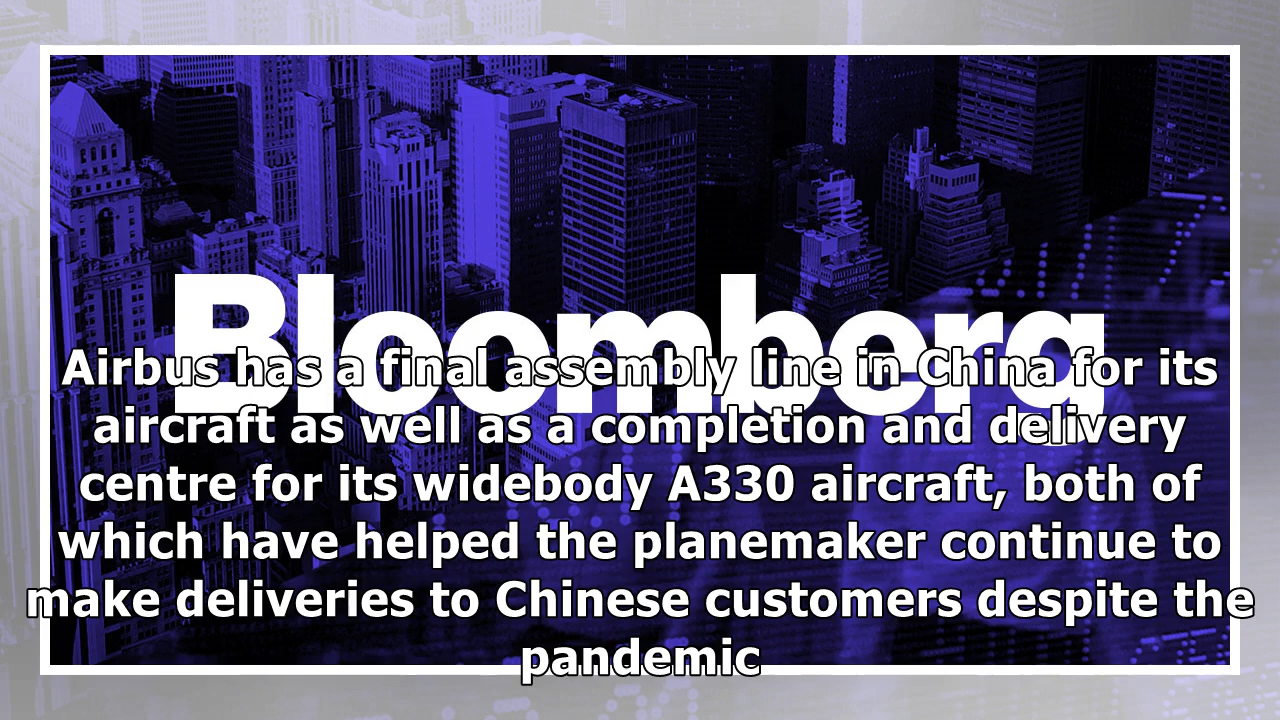 Bloomberg
Airbus has a final assembly line in China for its
aircraft as well as a completion and delivery
centre for its widebody A330 aircraft, both of
which have helped the planemaker continue to
make deliveries to Chinese customers despite the
pandemic